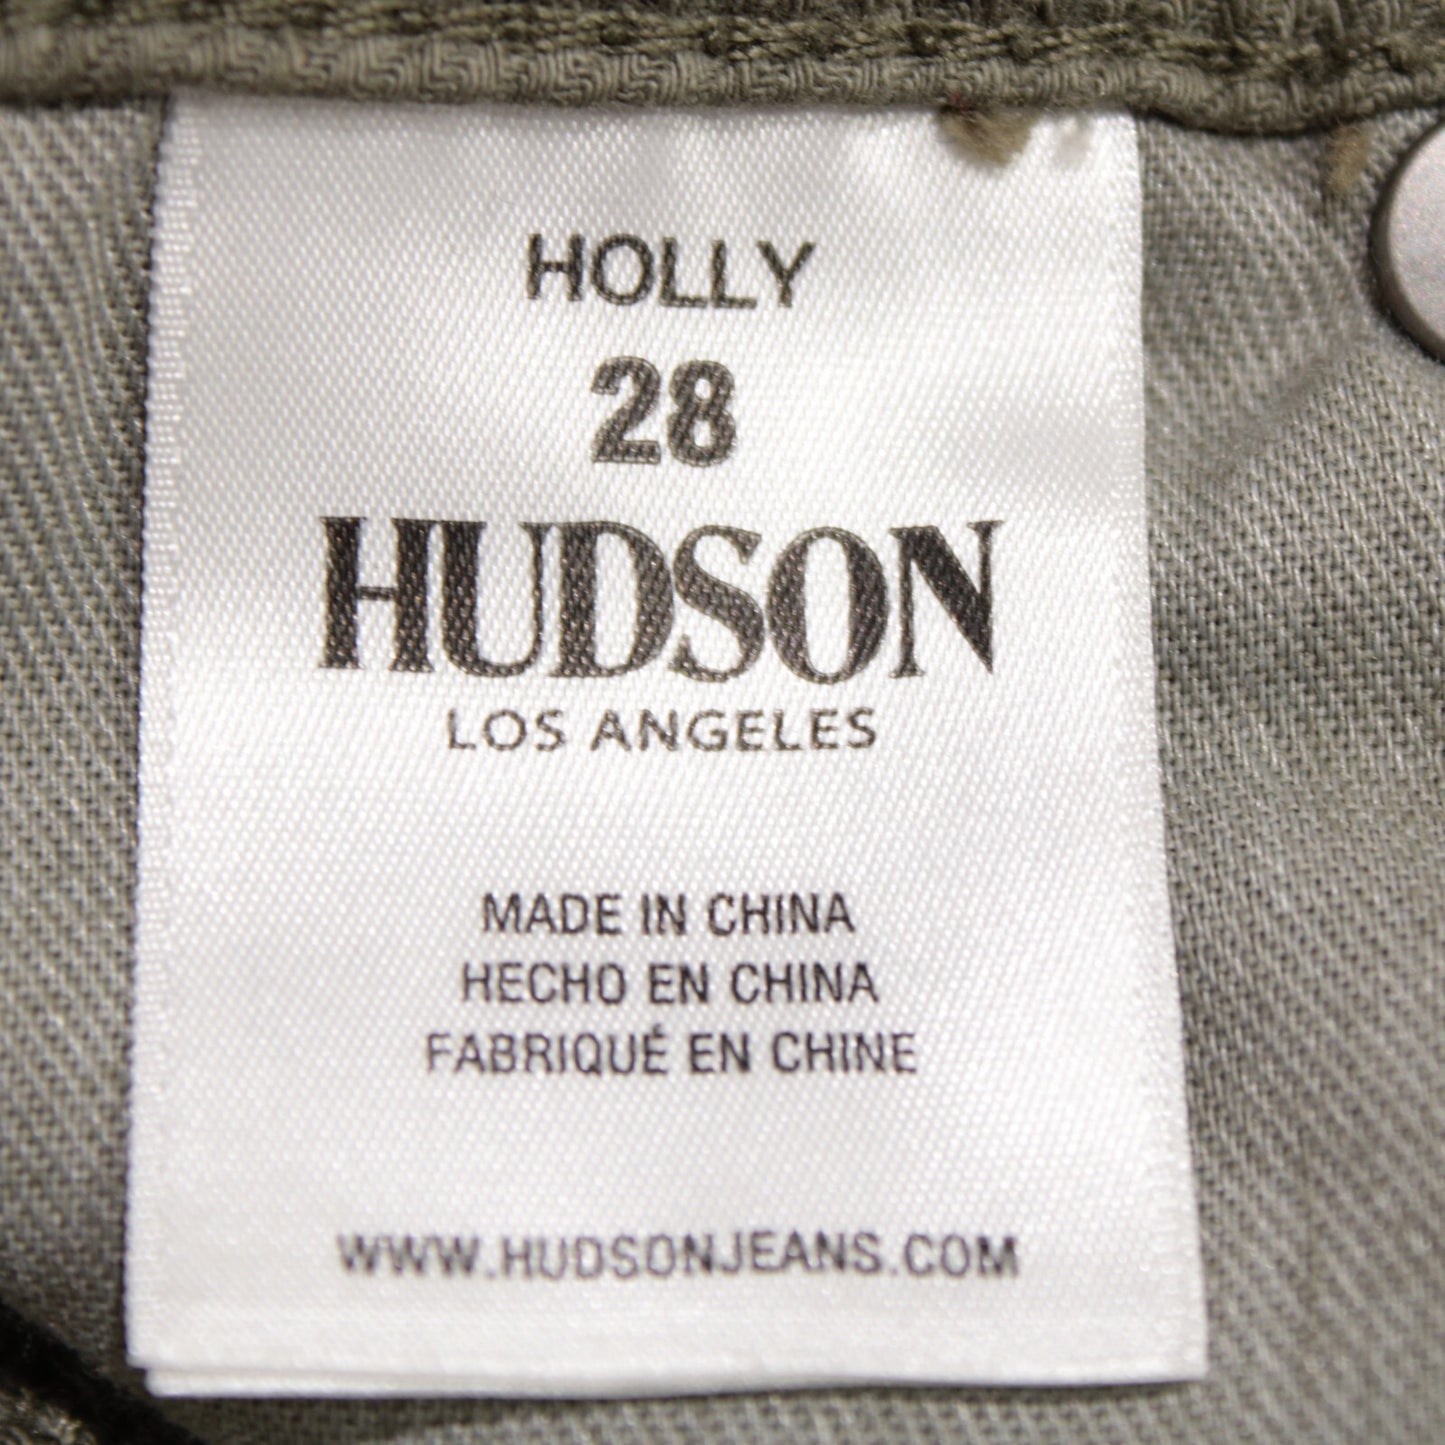 HOLLY
28
HUDSON
LOS ANGELES
MADE IN CHINA
HECHO EN CHINA
FABRIQUÉ EN CHINE
WWW.HUDSONJEANS.COM